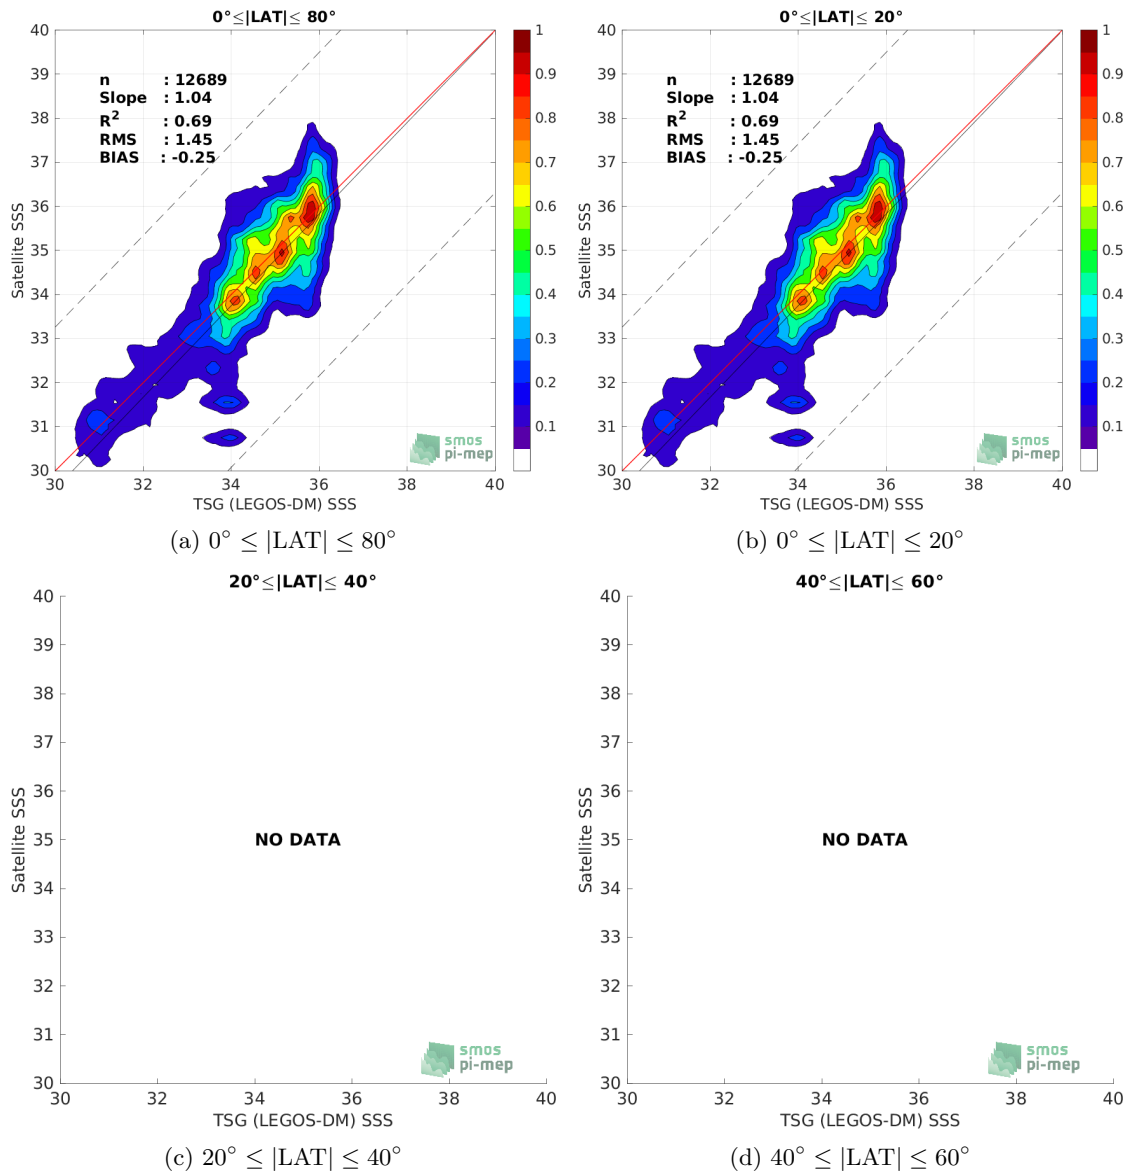 0°≤|LAT|≤ 80°
40
39
38
37
36
35
34
33
32
31
30
Satellite SSS
n : 12689
Slope : 1.04
R² : 0.69
RMS : 1.45
BIAS : -0.25
smos
pi-mep
30 32 34 36 38 40
TSG (LEGOS-DM) SSS
1
0.9
0.8
0.7
0.6
0.5
0.4
0.3
0.2
0.1
(a) 0° ≤ |LAT| ≤ 80°
0°≤|LAT|≤ 20°
40
39
38
37
36
35
34
33
32
31
30
Satellite SSS
n : 12689
Slope : 1.04
R² : 0.69
RMS : 1.45
BIAS : -0.25
smos
pi-mep
30 32 34 36 38 40
TSG (LEGOS-DM) SSS
1
0.9
0.8
0.7
0.6
0.5
0.4
0.3
0.2
0.1
(b) 0° ≤ |LAT| ≤ 20°
20°≤|LAT|≤ 40°
40
39
38
37
36
35
34
33
32
31
30
Satellite SSS
NO DATA
smos
pi-mep
30 32 34 36 38 40
TSG (LEGOS-DM) SSS
(c) 20° ≤ |LAT| ≤ 40°
40°≤|LAT|≤ 60°
40
39
38
37
36
35
34
33
32
31
30
Satellite SSS
NO DATA
smos
pi-mep
30 32 34 36 38 40
TSG (LEGOS-DM) SSS
(d) 40° ≤ |LAT| ≤ 60°